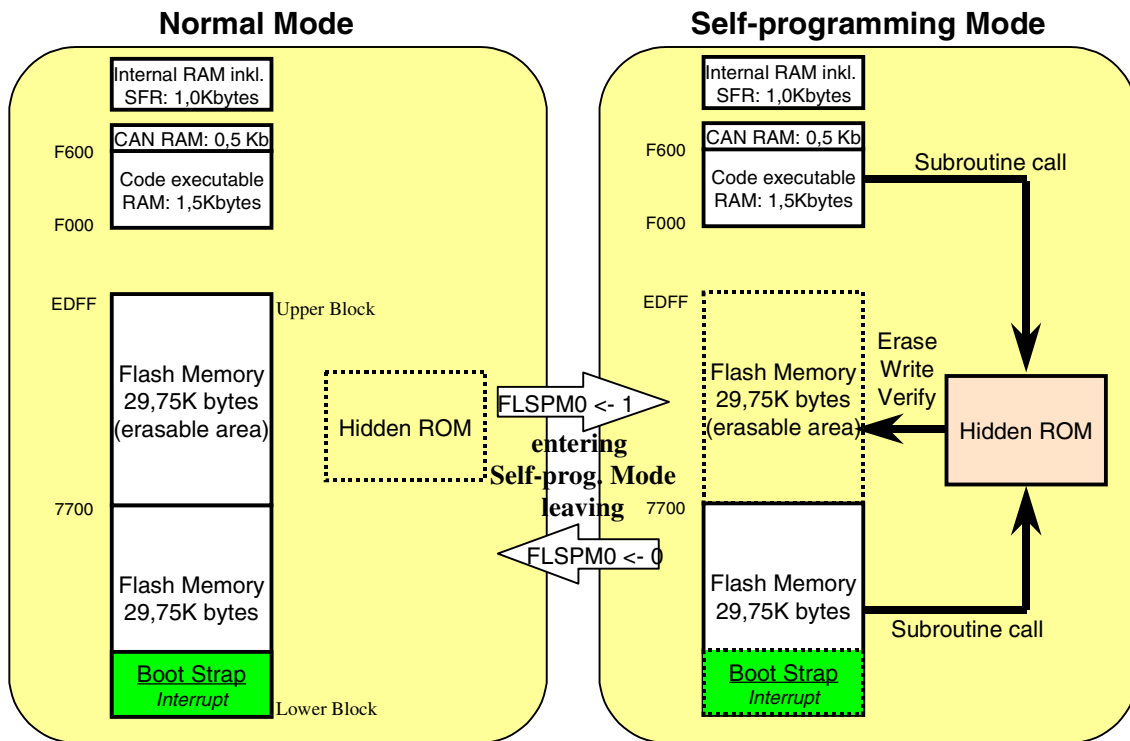 Normal Mode
Internal RAM inkl.
SFR: 1,0Kbytes
CAN RAM: 0,5 Kb
F600
Code executable
RAM: 1,5Kbytes
F000
EDFF
Upper Block
Flash Memory
29,75K bytes
(erasable area)
Hidden ROM
7700
Flash Memory
29,75K bytes
Boot Strap
Interrupt
Lower Block
FLSPM0 <- 1
entering
Self-prog. Mode
leaving
FLSPM0 <- 0
Self-programming Mode
Internal RAM inkl.
SFR: 1,0Kbytes
CAN RAM: 0,5 Kb
F600
Code executable
RAM: 1,5Kbytes
F000
Subroutine call
EDFF
Flash Memory
29,75K bytes
(erasable area)
Erase
Write
Verify
Hidden ROM
7700
Flash Memory
29,75K bytes
Subroutine call
Boot Strap
Interrupt